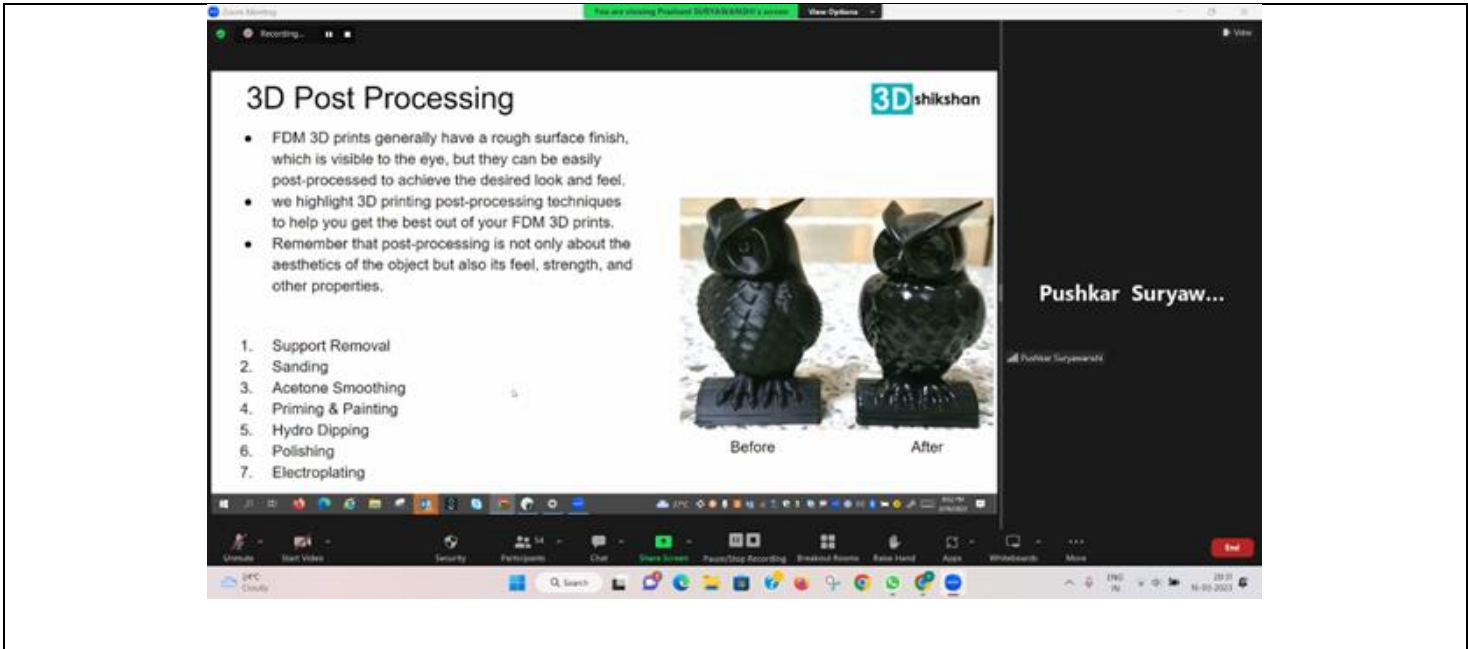 Zoom Meeting
You are viewing Prashant SURYAWANSHI's screen View Options
Recording...
View
3D Post Processing
3D shikshan
● FDM 3D prints generally have a rough surface finish,
which is visible to the eye, but they can be easily
post-processed to achieve the desired look and feel.
● we highlight 3D printing post-processing techniques
to help you get the best out of your FDM 3D prints.
● Remember that post-processing is not only about the
aesthetics of the object but also its feel, strength, and
other properties.
1. Support Removal
2. Sanding
3. Acetone Smoothing
4. Priming & Painting
5. Hydro Dipping
6. Polishing
7. Electroplating
Before After
Pushkar Suryaw...
Pushkar Suryawanshi
Unmute Start Video Security Participants 54 Chat Share Screen Pause/Stop Recording Breakout Rooms Raise Hand Apps Whiteboards More End
Cloudy
Search
ENG
IN